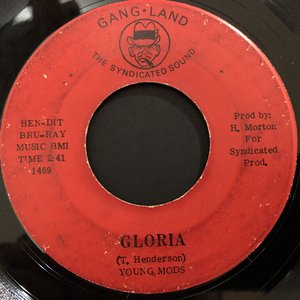 GANG-LAND
THE SYNDICATED SOUND
HEN-DIT
BRU-RAY
MUSIC BMI
TIME 2:41
1469
Prod by:
H. Morton
For
Syndicated
Prod.
GLORIA
(T. Henderson)
YOUNG MODS